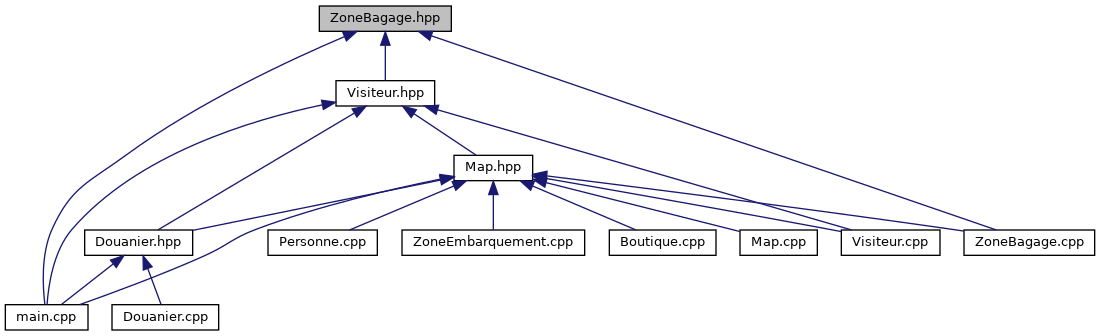 ZoneBagage.hpp
Visiteur.hpp
Map.hpp
Douanier.hpp
Personne.cpp
ZoneEmbarquement.cpp
Boutique.cpp
Map.cpp
Visiteur.cpp
ZoneBagage.cpp
main.cpp
Douanier.cpp